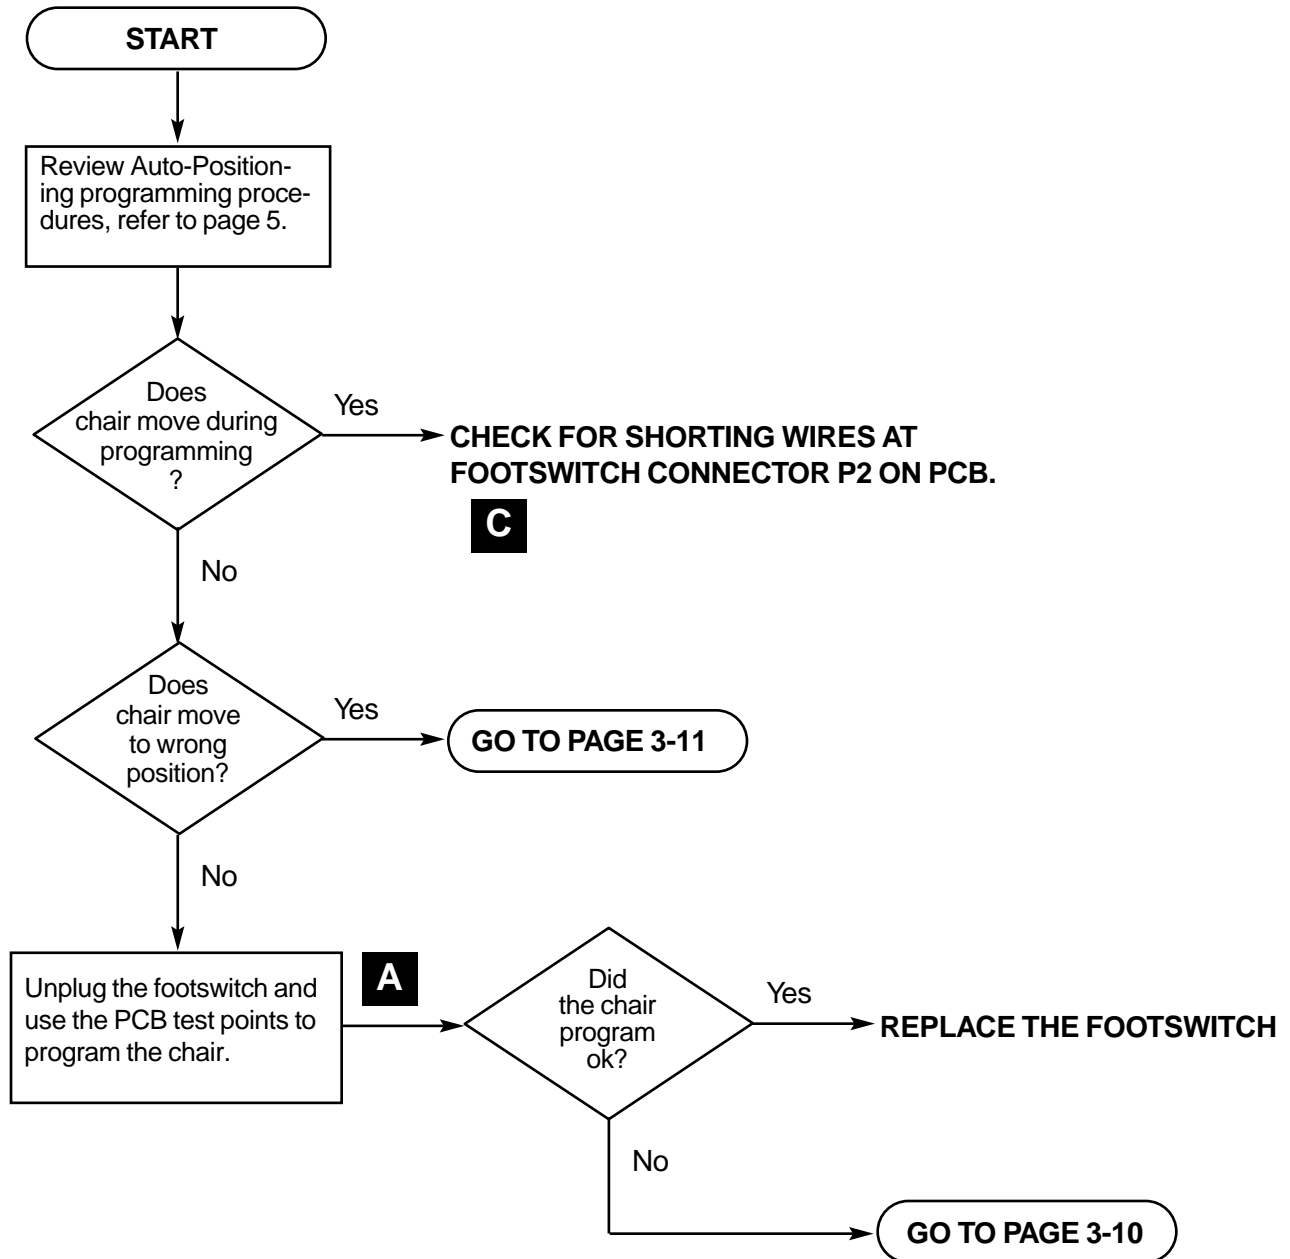 START
Review Auto-Position-
ing programming proce-
dures, refer to page 5.
Does
chair move during
programming
?
Yes
CHECK FOR SHORTING WIRES AT
FOOTSWITCH CONNECTOR P2 ON PCB.
C
No
Does
chair move
to wrong
position?
Yes
GO TO PAGE 3-11
No
Unplug the footswitch and
use the PCB test points to
program the chair.
A
Did
the chair
program
ok?
Yes
REPLACE THE FOOTSWITCH
No
GO TO PAGE 3-10